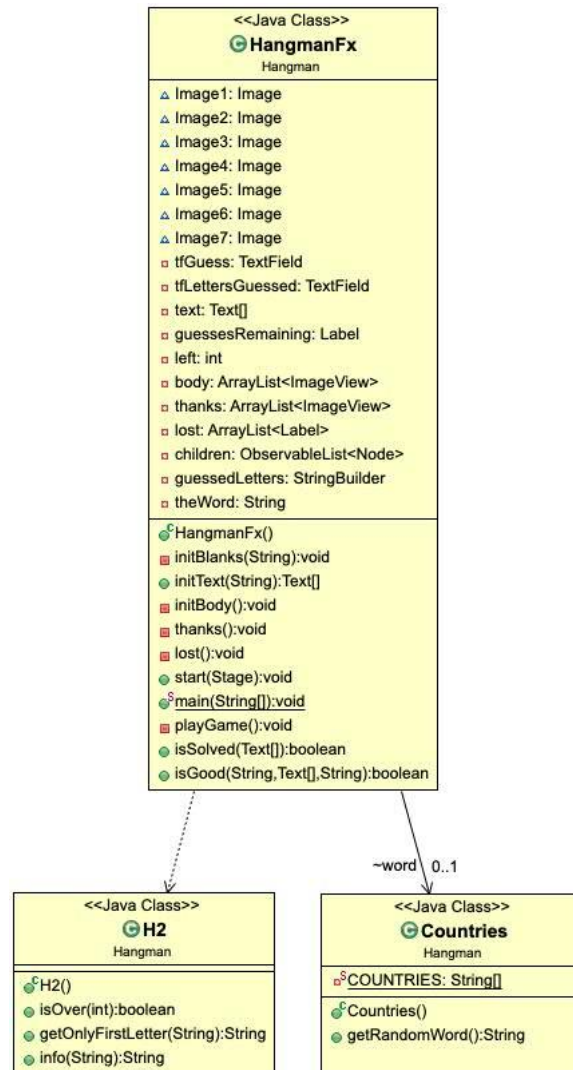 <<Java Class>>
HangmanFx
Hangman
Image1: Image
Image2: Image
Image3: Image
Image4: Image
Image5: Image
Image6: Image
Image7: Image
tfGuess: TextField
tfLettersGuessed: TextField
text: Text[]
guessesRemaining: Label
left: int
body: ArrayList<ImageView>
thanks: ArrayList<ImageView>
lost: ArrayList<Label>
children: ObservableList<Node>
guessedLetters: StringBuilder
theWord: String
HangmanFx()
initBlanks(String):void
initText(String):Text[]
initBody():void
thanks():void
lost():void
start(Stage):void
main(String[]):void
playGame():void
isSolved(Text[]):boolean
isGood(String,Text[],String):boolean
~word 0..1
<<Java Class>>
H2
Hangman
H2()
isOver(int):boolean
getOnlyFirstLetter(String):String
info(String):String
<<Java Class>>
Countries
Hangman
COUNTRIES: String[]
Countries()
getRandomWord():String